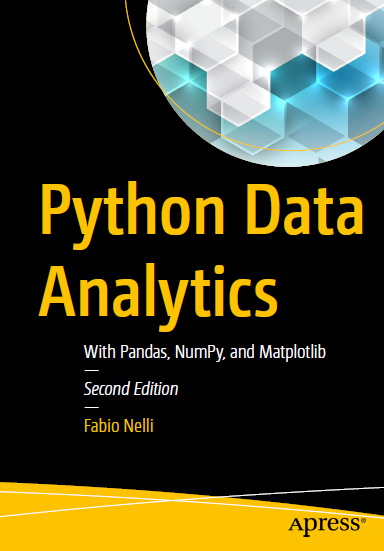 Python Data
Analytics
With Pandas, NumPy, and Matplotlib
—
Second Edition
—
Fabio Nelli
Apress®